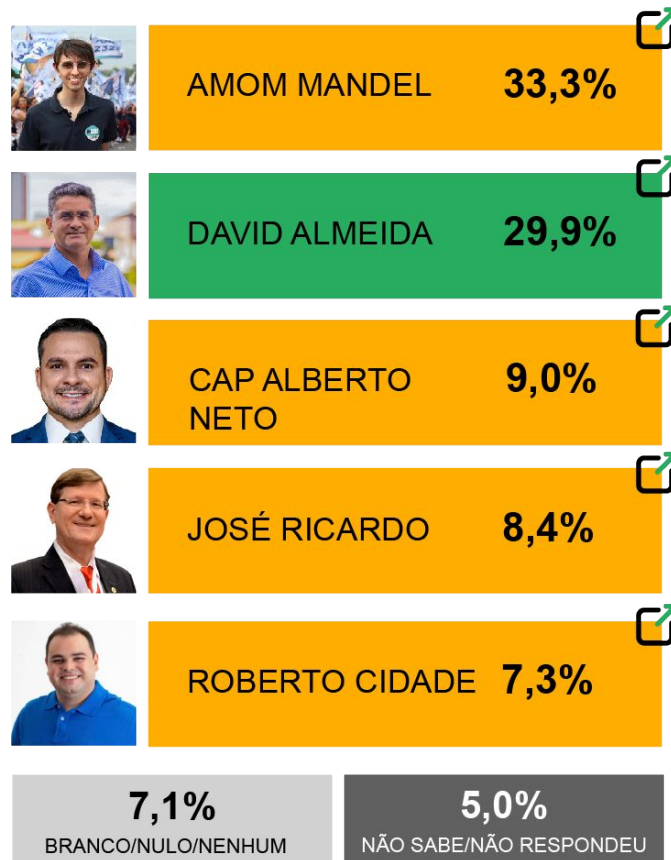 AMOM MANDEL 33,3%
DAVID ALMEIDA 29,9%
CAP ALBERTO 9,0%
NETO
JOSÉ RICARDO 8,4%
ROBERTO CIDADE 7,3%
7,1% 5,0%
BRANCO/NULO/NENHUM NÃO SABE/NÃO RESPONDEU